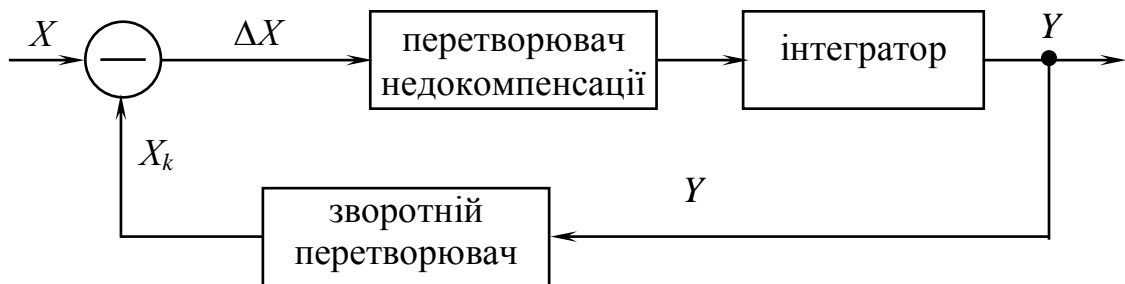 X
ΔX
перетворювач
недокомпенсації
інтегратор
Y
X_k
Y
зворотній
перетворювач